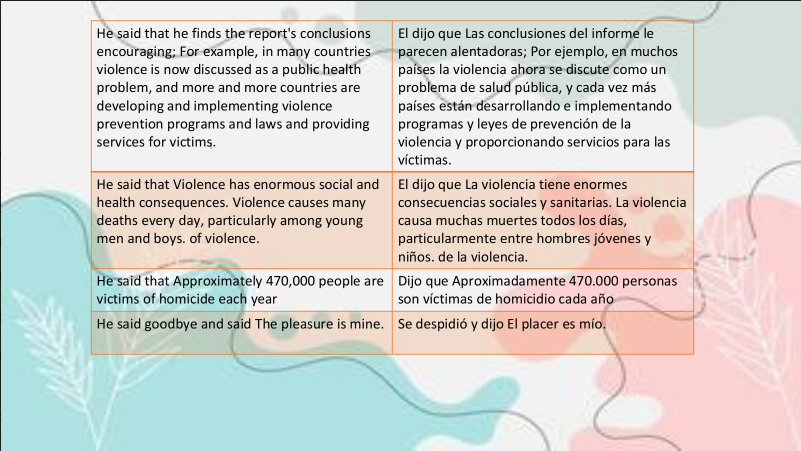 He said that he finds the report's conclusions
encouraging; For example, in many countries
violence is now discussed as a public health
problem, and more and more countries are
developing and implementing violence
prevention programs and laws and providing
services for victims.
El dijo que Las conclusiones del informe le
parecen alentadoras; Por ejemplo, en muchos
países la violencia ahora se discute como un
problema de salud pública, y cada vez más
países están desarrollando e implementando
programas y leyes de prevención de la
violencia y proporcionando servicios para las
víctimas.
He said that Violence has enormous social and
health consequences. Violence causes many
deaths every day, particularly among young
men and boys. of violence.
El dijo que La violencia tiene enormes
consecuencias sociales y sanitarias. La violencia
causa muchas muertes todos los días,
particularmente entre hombres jóvenes y
niños. de la violencia.
He said that Approximately 470,000 people are
victims of homicide each year
Dijo que Aproximadamente 470.000 personas
son víctimas de homicidio cada año
He said goodbye and said The pleasure is mine.
Se despidió y dijo El placer es mío.